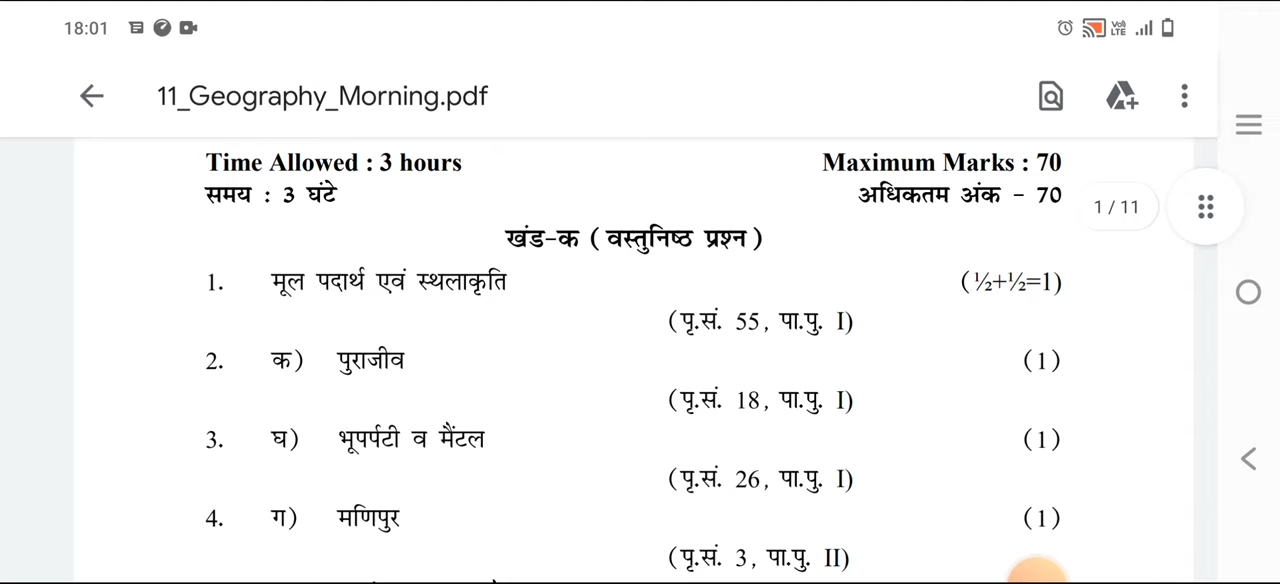 18:01
Vo)
LTE
11_Geography_Morning.pdf
Time Allowed : 3 hours Maximum Marks : 70
समय : 3 घंटे अधिकतम अंक - 70
1 / 11
खंड-क ( वस्तुनिष्ठ प्रश्न )
1. मूल पदार्थ एवं स्थलाकृति (½+½=1)
(पृ.सं. 55, पा.पु. I)
2. क) पुराजीव (1)
(पृ.सं. 18, पा.पु. I)
3. घ) भूपर्पटी व मैंटल (1)
(पृ.सं. 26, पा.पु. I)
4. ग) मणिपुर (1)
(पृ.सं. 3, पा.पु. II)